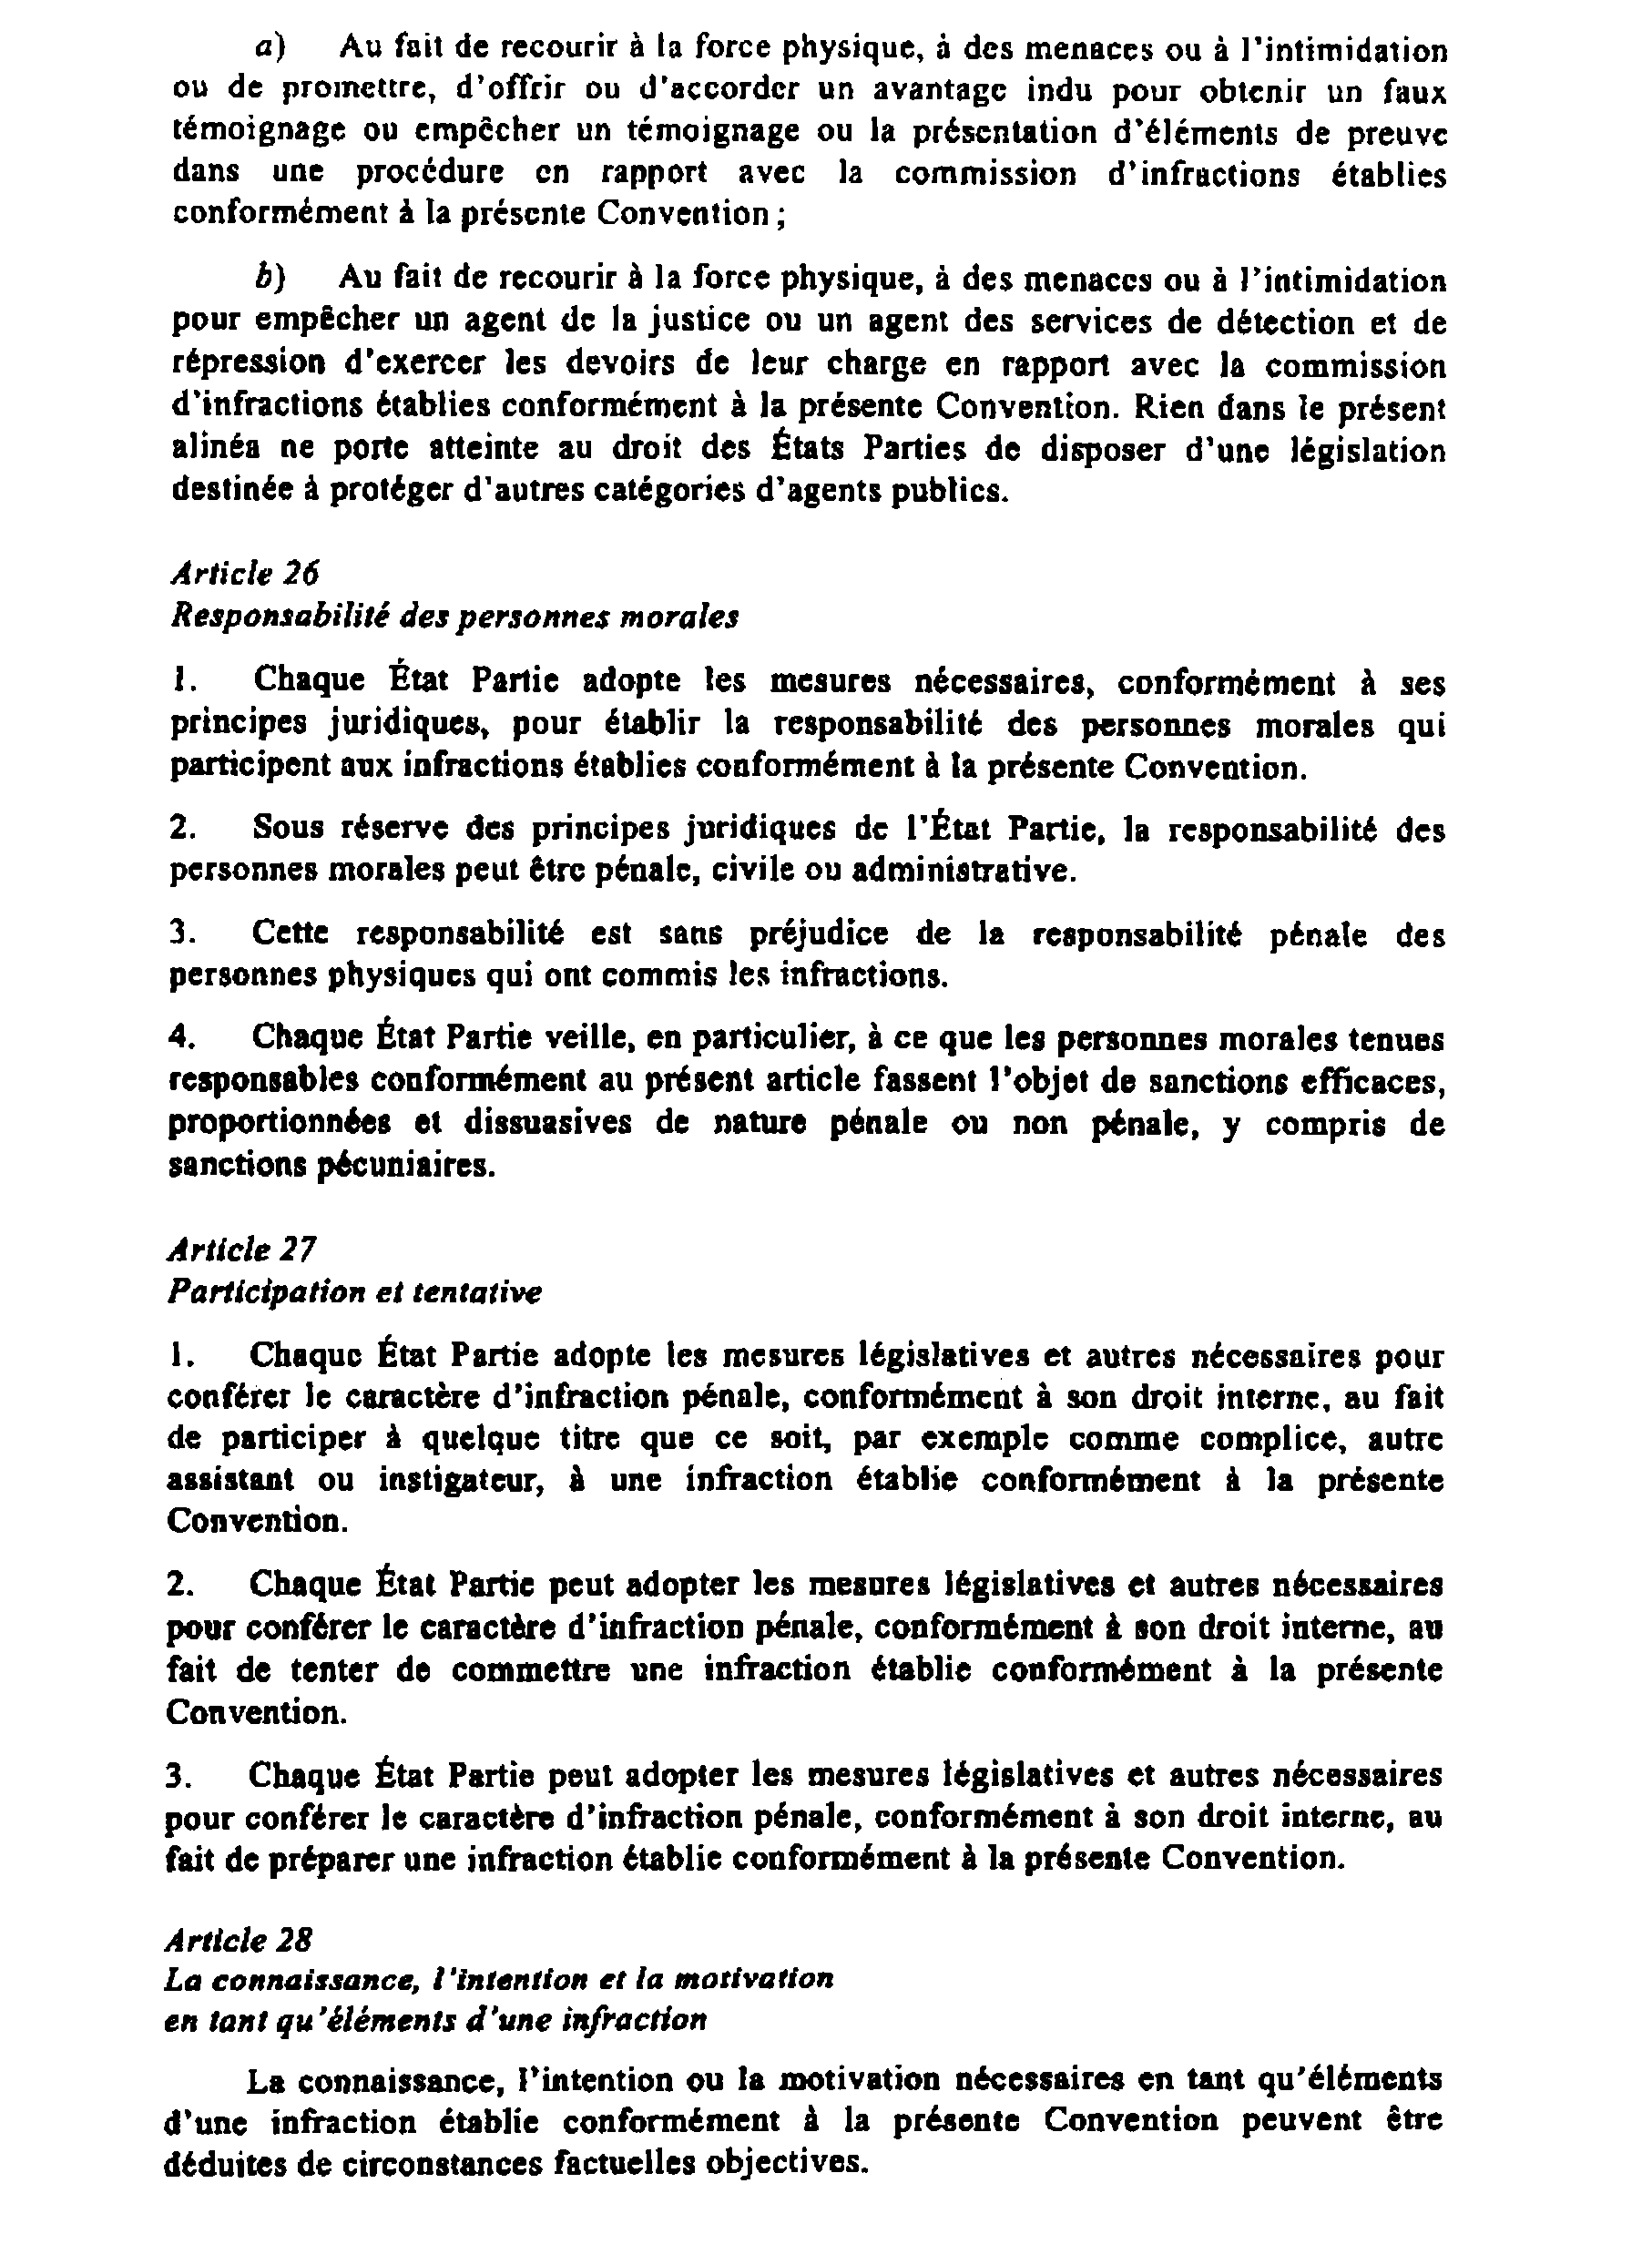 a) Au fait de recourir à la force physique, à des menaces ou à l'intimidation
ou de promettre, d'offrir ou d'accorder un avantage indu pour obtenir un faux
témoignage ou empêcher un témoignage ou la présentation d'éléments de preuve
dans une procédure en rapport avec la commission d'infractions établies
conformément à la présente Convention ;
b) Au fait de recourir à la force physique, à des menaces ou à l'intimidation
pour empêcher un agent de la justice ou un agent des services de détection et de
répression d'exercer les devoirs de leur charge en rapport avec la commission
d'infractions établies conformément à la présente Convention. Rien dans le présent
alinéa ne porte atteinte au droit des États Parties de disposer d'une législation
destinée à protéger d'autres catégories d'agents publics.
Article 26
Responsabilité des personnes morales
1. Chaque État Partie adopte les mesures nécessaires, conformément à ses
principes juridiques, pour établir la responsabilité des personnes morales qui
participent aux infractions établies conformément à la présente Convention.
2. Sous réserve des principes juridiques de l'État Partie, la responsabilité des
personnes morales peut être pénale, civile ou administrative.
3. Cette responsabilité est sans préjudice de la responsabilité pénale des
personnes physiques qui ont commis les infractions.
4. Chaque État Partie veille, en particulier, à ce que les personnes morales tenues
responsables conformément au présent article fassent l'objet de sanctions efficaces,
proportionnées et dissuasives de nature pénale ou non pénale, y compris de
sanctions pécuniaires.
Article 27
Participation et tentative
1. Chaque État Partie adopte les mesures législatives et autres nécessaires pour
conférer le caractère d'infraction pénale, conformément à son droit interne, au fait
de participer à quelque titre que ce soit, par exemple comme complice, autre
assistant ou instigateur, à une infraction établie conformément à la présente
Convention.
2. Chaque État Partie peut adopter les mesures législatives et autres nécessaires
pour conférer le caractère d'infraction pénale, conformément à son droit interne, au
fait de tenter de commettre une infraction établie conformément à la présente
Convention.
3. Chaque État Partie peut adopter les mesures législatives et autres nécessaires
pour conférer le caractère d'infraction pénale, conformément à son droit interne, au
fait de préparer une infraction établie conformément à la présente Convention.
Article 28
La connaissance, l'intention et la motivation
en tant qu'éléments d'une infraction
La connaissance, l'intention ou la motivation nécessaires en tant qu'éléments
d'une infraction établie conformément à la présente Convention peuvent être
déduites de circonstances factuelles objectives.